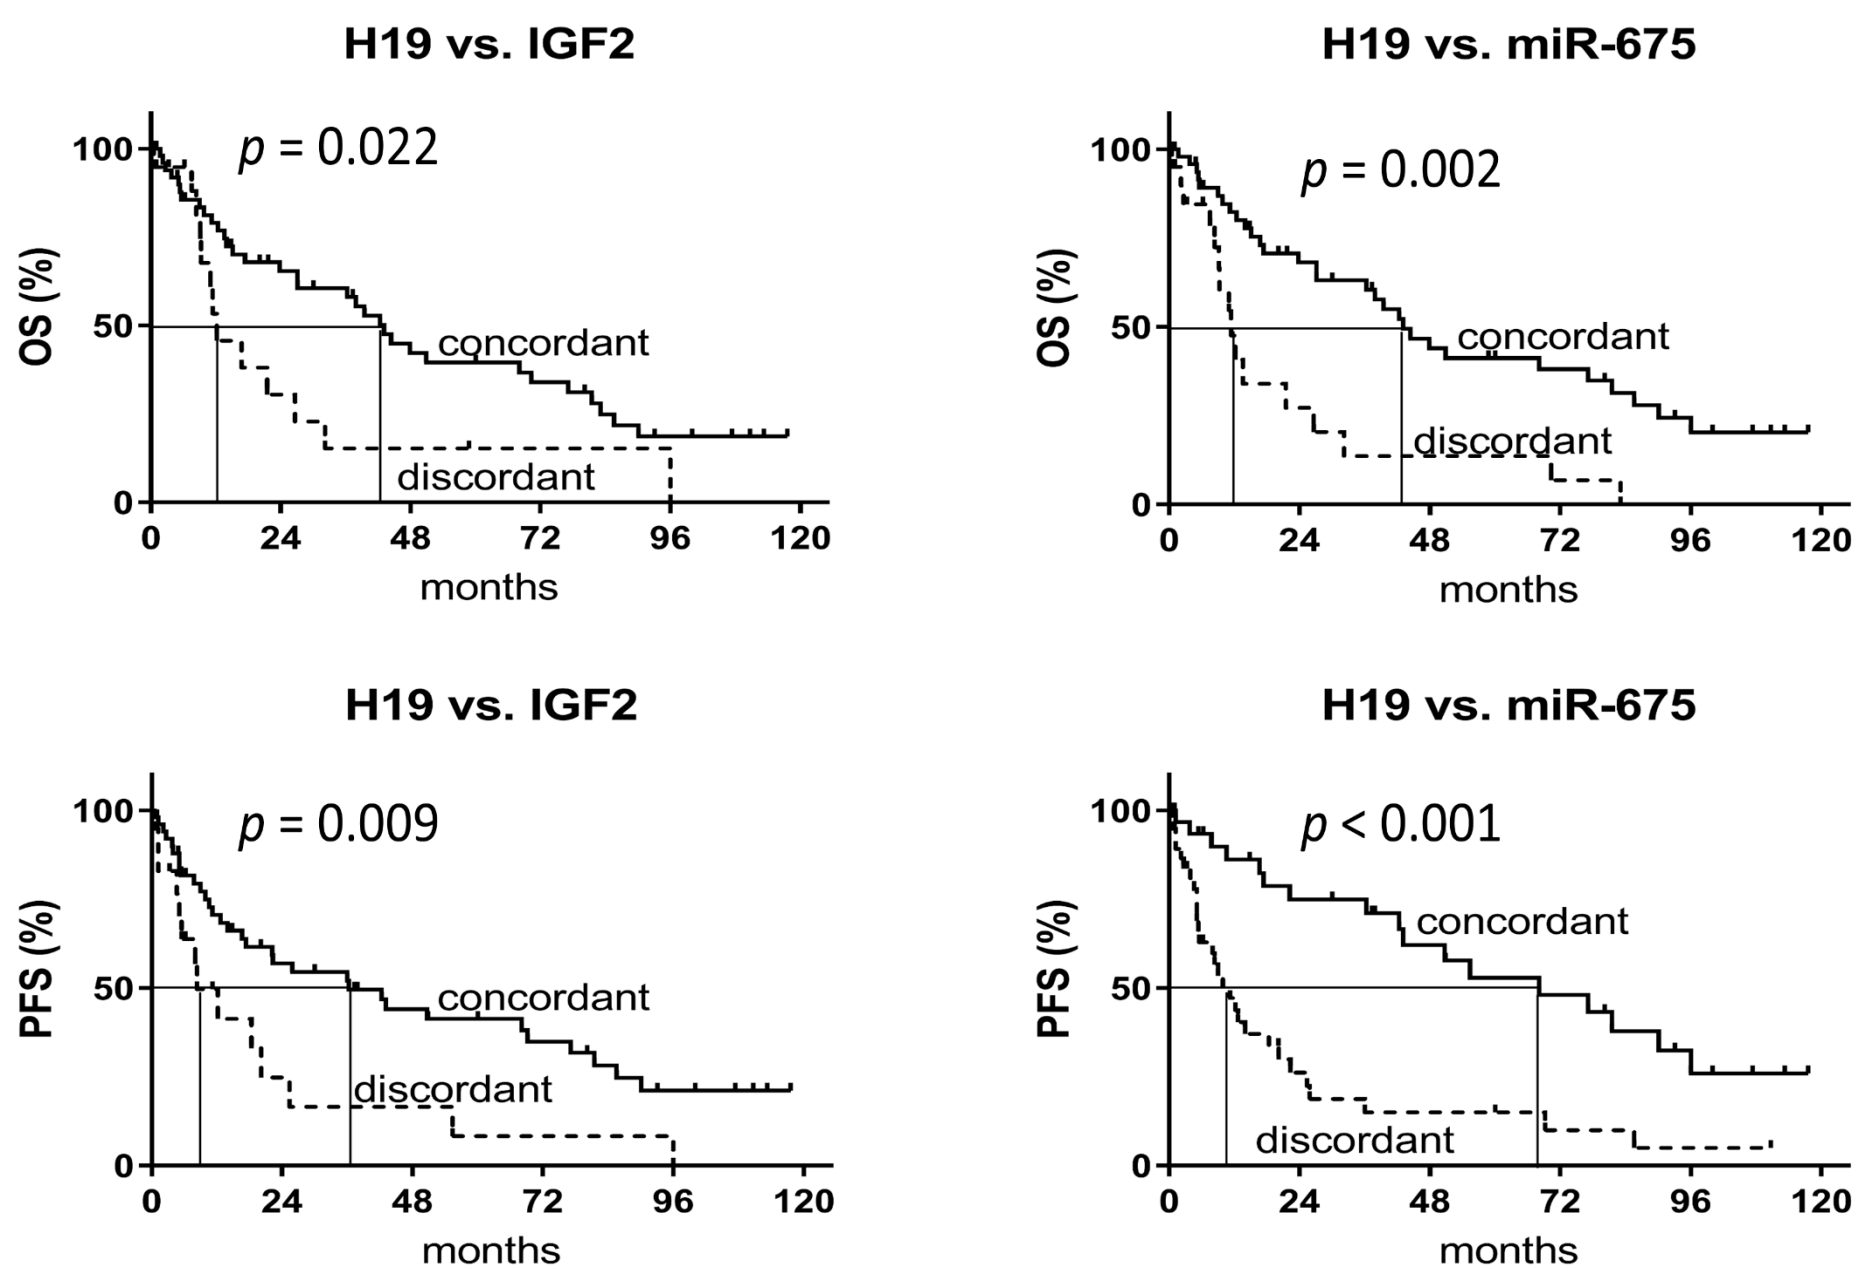 H19 vs. IGF2
p = 0.022
OS (%)
100
50
0
concordant
discordant
0 24 48 72 96 120
months
H19 vs. miR-675
p = 0.002
OS (%)
100
50
0
concordant
discordant
0 24 48 72 96 120
months
H19 vs. IGF2
p = 0.009
PFS (%)
100
50
0
concordant
discordant
0 24 48 72 96 120
months
H19 vs. miR-675
p < 0.001
PFS (%)
100
50
0
concordant
discordant
0 24 48 72 96 120
months